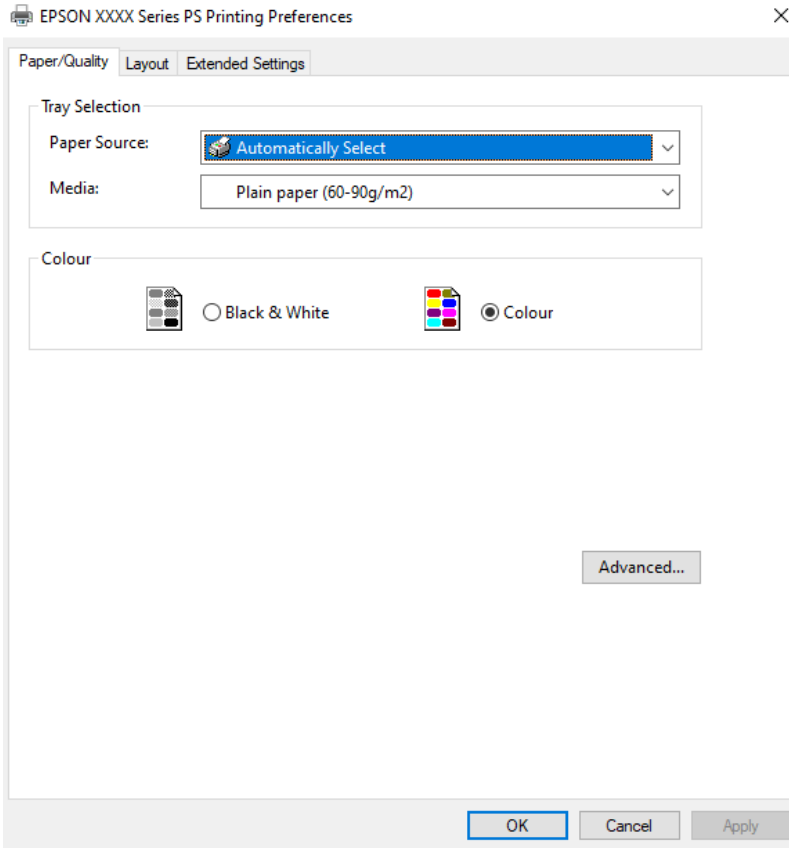 EPSON XXXX Series PS Printing Preferences
Paper/Quality Layout Extended Settings
Tray Selection
Paper Source: Automatically Select
Media: Plain paper (60-90g/m2)
Colour
Black & White Colour
Advanced...
OK Cancel Apply